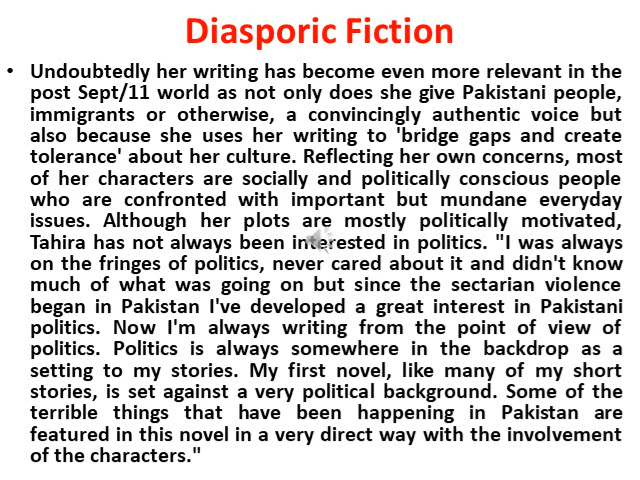 Diasporic Fiction
• Undoubtedly her writing has become even more relevant in the
post Sept/11 world as not only does she give Pakistani people,
immigrants or otherwise, a convincingly authentic voice but
also because she uses her writing to 'bridge gaps and create
tolerance' about her culture. Reflecting her own concerns, most
of her characters are socially and politically conscious people
who are confronted with important but mundane everyday
issues. Although her plots are mostly politically motivated,
Tahira has not always been interested in politics. "I was always
on the fringes of politics, never cared about it and didn't know
much of what was going on but since the sectarian violence
began in Pakistan I've developed a great interest in Pakistani
politics. Now I'm always writing from the point of view of
politics. Politics is always somewhere in the backdrop as a
setting to my stories. My first novel, like many of my short
stories, is set against a very political background. Some of the
terrible things that have been happening in Pakistan are
featured in this novel in a very direct way with the involvement
of the characters."